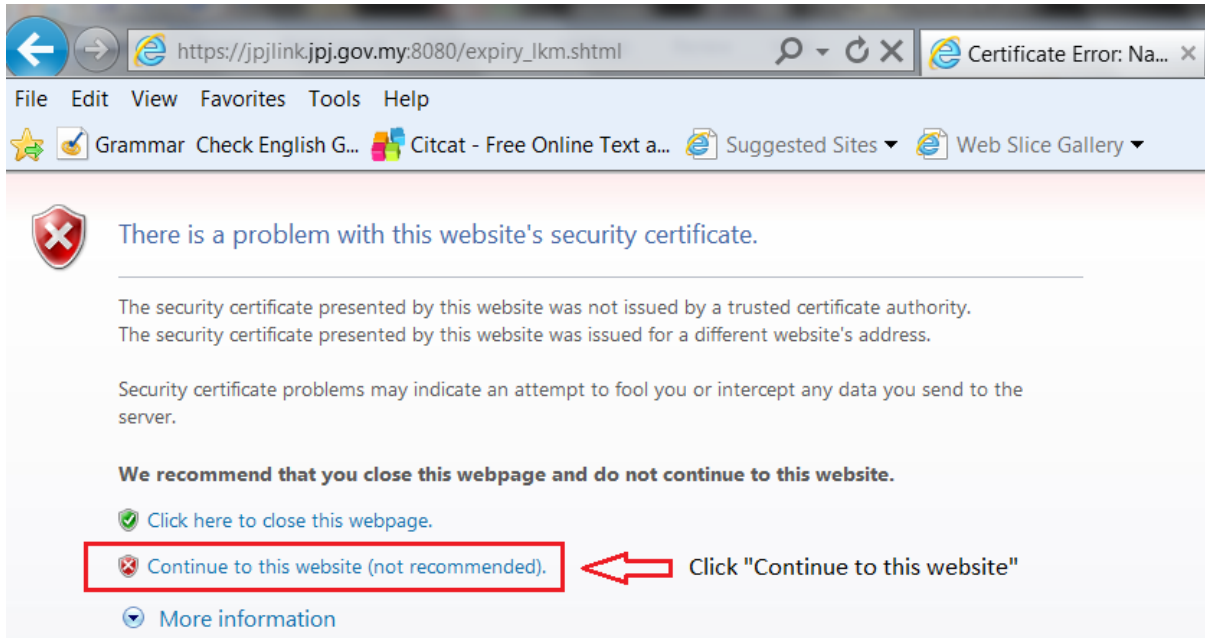 https://jpjlink.jpj.gov.my:8080/expiry_lkm.shtml
Certificate Error: Na...
File Edit View Favorites Tools Help
Grammar Check English G...
Citcat - Free Online Text a...
Suggested Sites
Web Slice Gallery
There is a problem with this website's security certificate.
The security certificate presented by this website was not issued by a trusted certificate authority.
The security certificate presented by this website was issued for a different website's address.
Security certificate problems may indicate an attempt to fool you or intercept any data you send to the
server.
We recommend that you close this webpage and do not continue to this website.
Click here to close this webpage.
Continue to this website (not recommended).
Click "Continue to this website"
More information